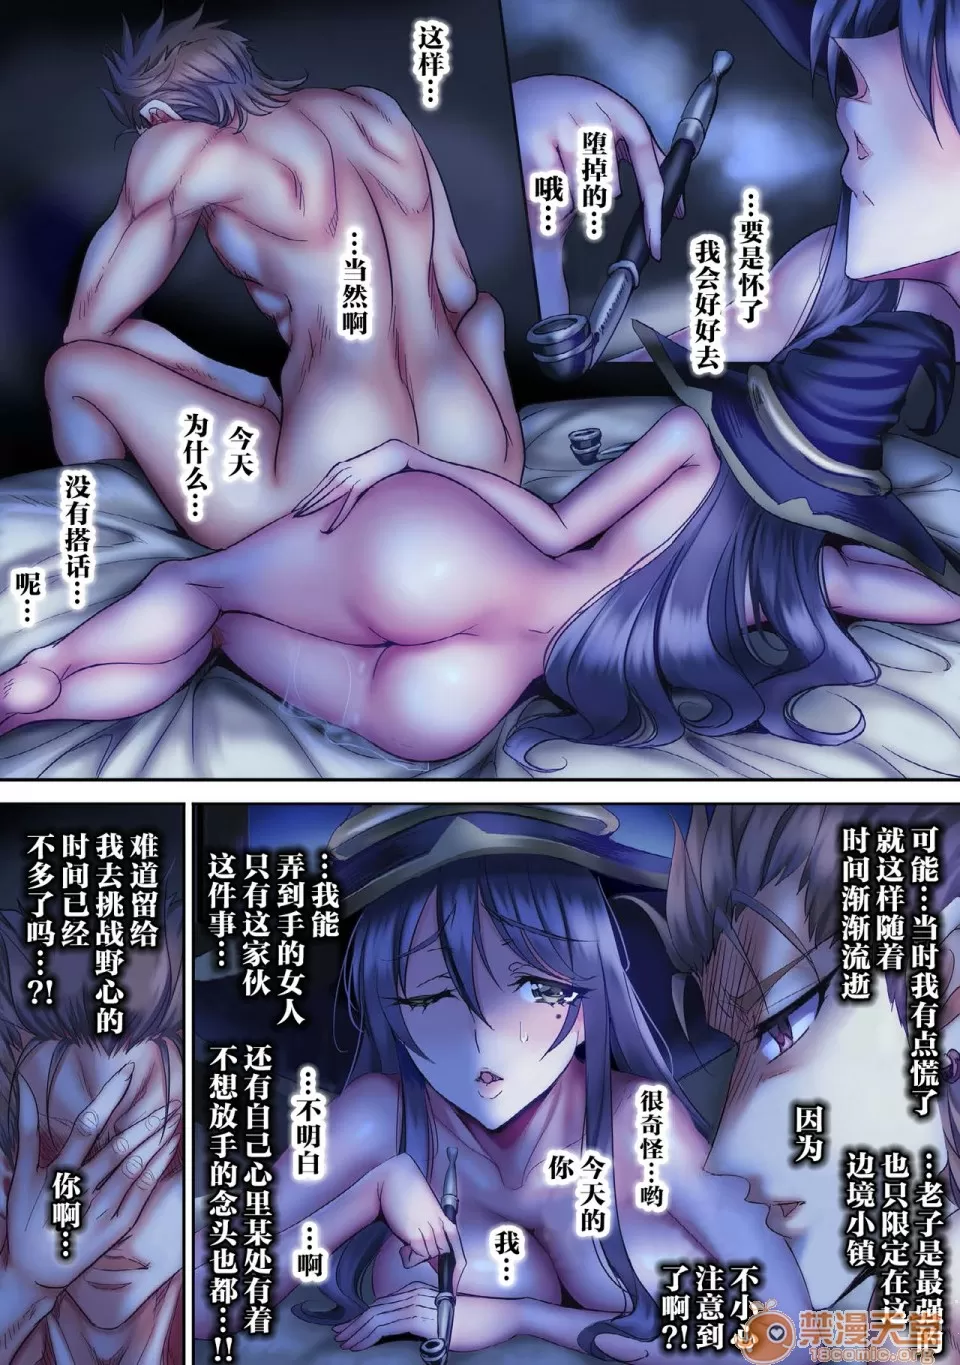 …要是怀了
我会好好去
堕掉的…
哦…
这样…
…当然啊
今天
为什么…
没有搭话…
呢…
可能…当时我有点慌了
就这样随着
时间渐渐流逝
因为
…老子是最强的
也只限定在这
边境小镇
不小心
注意到
了啊?!
很奇怪…哟
今天的
你
我…
…我能
弄到手的女人
只有这家伙
这件事…
…不明白
…啊
还有自己心里某处有着
不想放手的念头也都…!!
难道留给
我去挑战野心的
时间已经
不多了吗…?!
你啊…
禁漫天堂
18comic.org